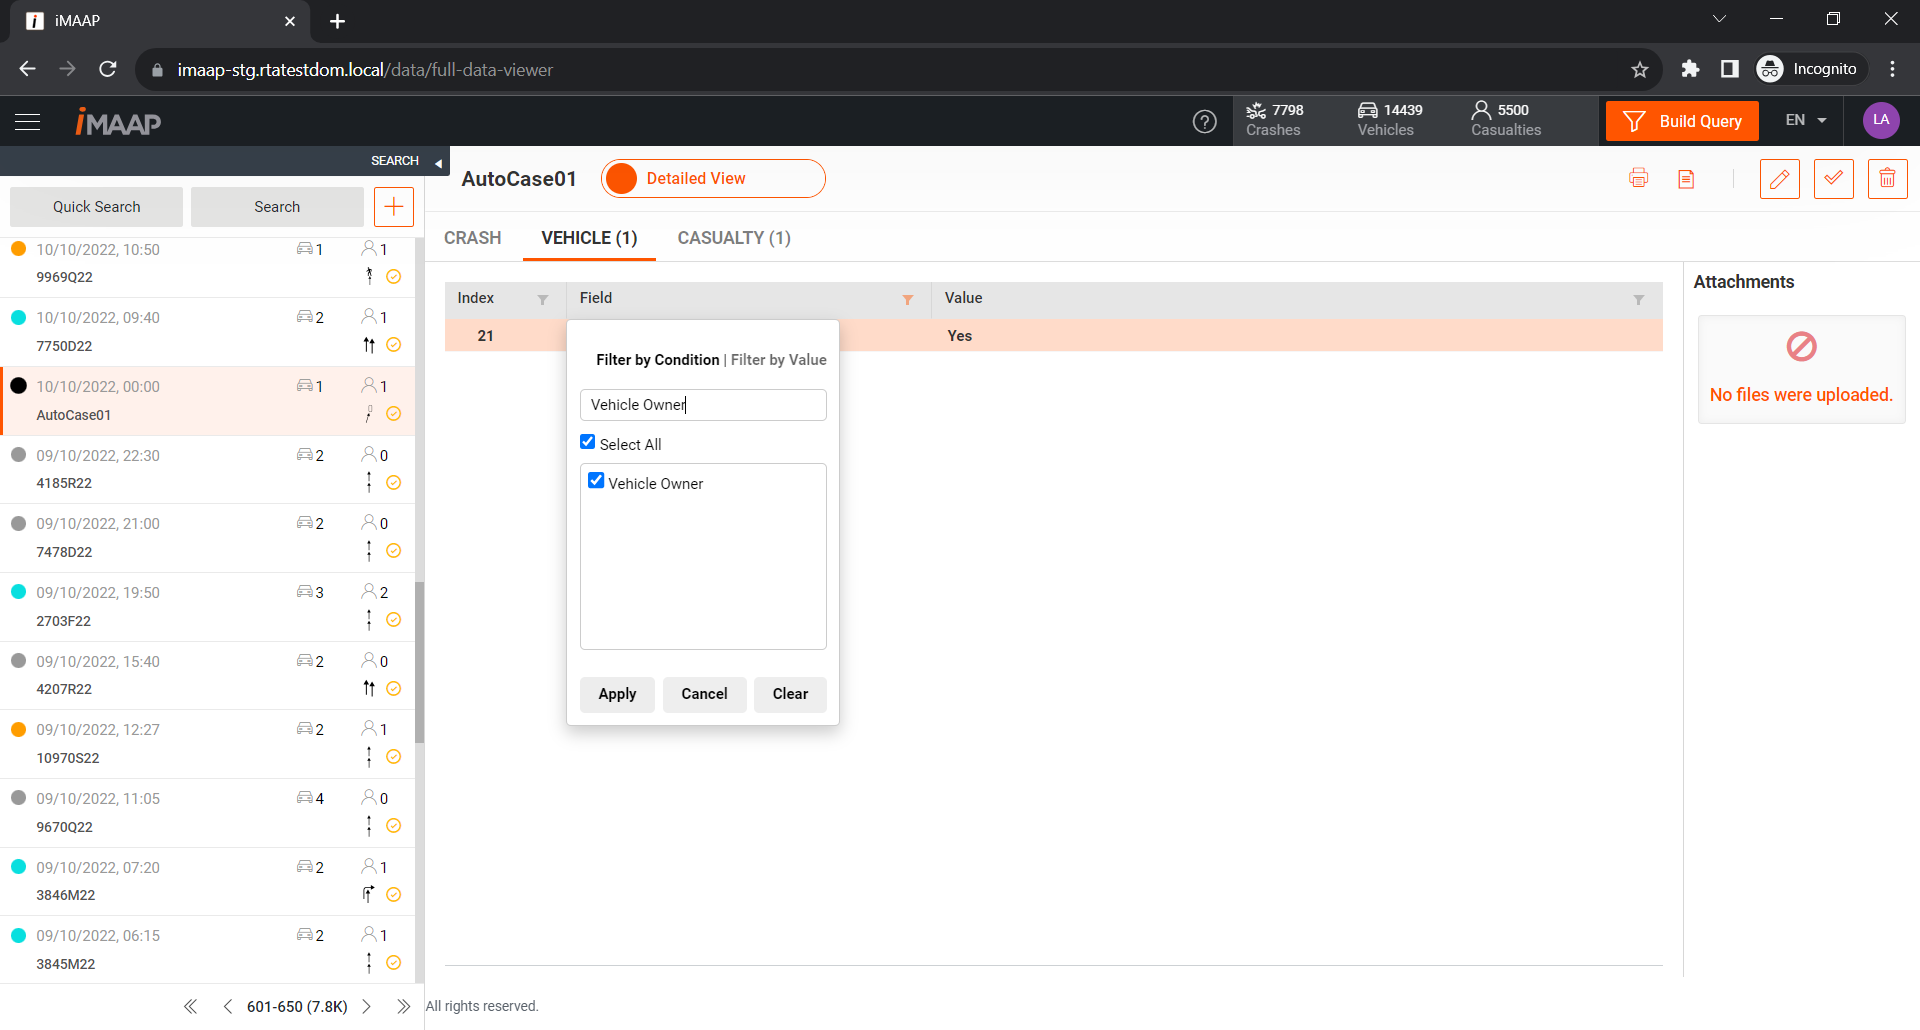 iMAAP
imaap-stg.rtatestdom.local/data/full-data-viewer
Incognito
iMAAP
7798
Crashes
14439
Vehicles
5500
Casualties
Build Query
EN
LA
SEARCH
Quick Search
Search
10/10/2022, 10:50 1 1
9969Q22
10/10/2022, 09:40 2 1
7750D22
10/10/2022, 00:00 1 1
AutoCase01
09/10/2022, 22:30 2 0
4185R22
09/10/2022, 21:00 2 0
7478D22
09/10/2022, 19:50 3 2
2703F22
09/10/2022, 15:40 2 0
4207R22
09/10/2022, 12:27 2 1
10970S22
09/10/2022, 11:05 4 0
9670Q22
09/10/2022, 07:20 2 1
3846M22
09/10/2022, 06:15 2 1
3845M22
601-650 (7.8K)
AutoCase01
Detailed View
CRASH
VEHICLE (1)
CASUALTY (1)
Index Field Value
21 Yes
Filter by Condition | Filter by Value
Vehicle Owner
Select All
Vehicle Owner
Apply
Cancel
Clear
Attachments
No files were uploaded.
All rights reserved.